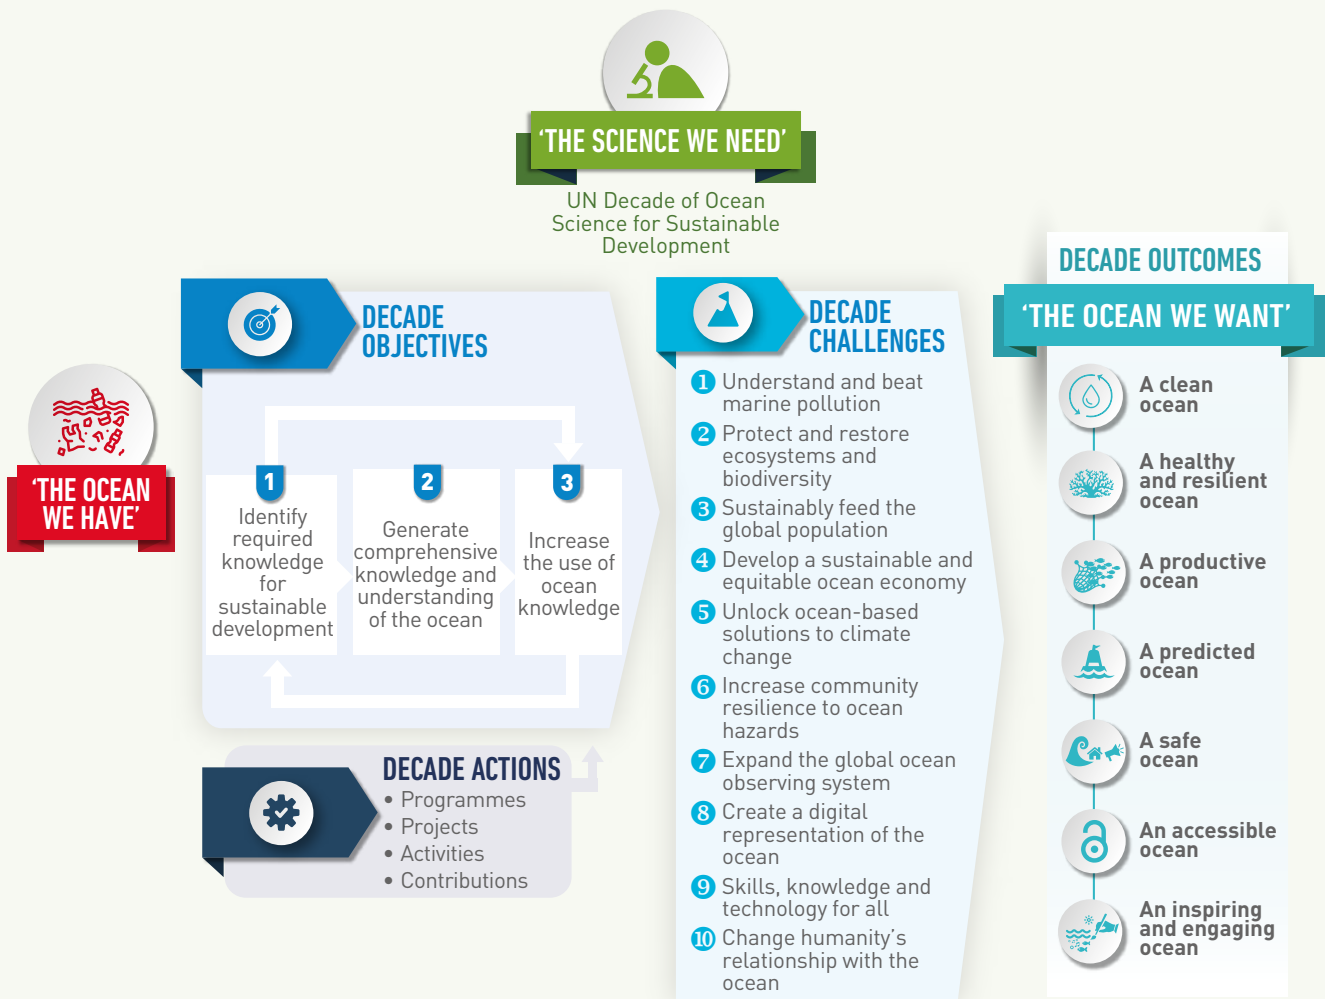 ‘THE SCIENCE WE NEED’
UN Decade of Ocean
Science for Sustainable
Development
‘THE OCEAN
WE HAVE’
DECADE
OBJECTIVES
1
Identify
required
knowledge
for
sustainable
development
2
Generate
comprehensive
knowledge and
understanding
of the ocean
3
Increase
the use of
ocean
knowledge
DECADE ACTIONS
• Programmes
• Projects
• Activities
• Contributions
DECADE
CHALLENGES
1 Understand and beat
marine pollution
2 Protect and restore
ecosystems and
biodiversity
3 Sustainably feed the
global population
4 Develop a sustainable and
equitable ocean economy
5 Unlock ocean-based
solutions to climate
change
6 Increase community
resilience to ocean
hazards
7 Expand the global ocean
observing system
8 Create a digital
representation of the
ocean
9 Skills, knowledge and
technology for all
10 Change humanity’s
relationship with the
ocean
DECADE OUTCOMES
‘THE OCEAN WE WANT’
A clean
ocean
A healthy
and resilient
ocean
A productive
ocean
A predicted
ocean
A safe
ocean
An accessible
ocean
An inspiring
and engaging
ocean